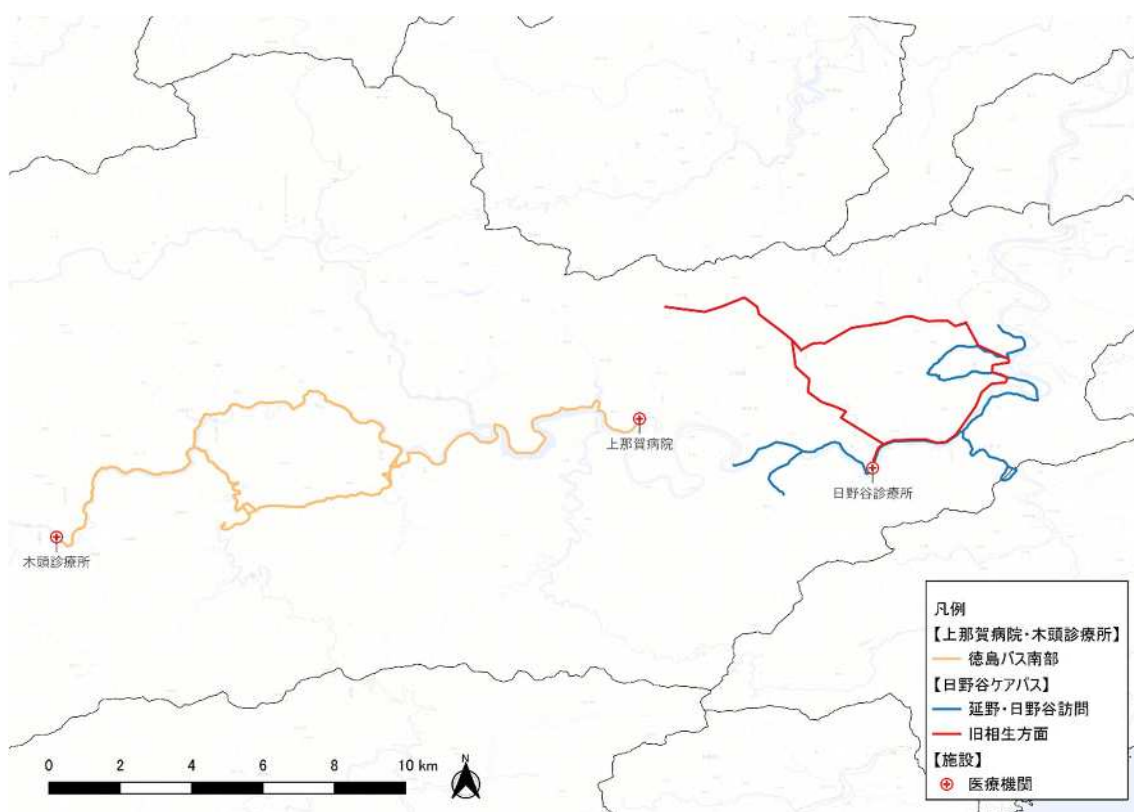 上那賀病院
日野谷診療所
木頭診療所
凡例
【上那賀病院・木頭診療所】
徳島バス南部
【日野谷ケアバス】
延野・日野谷訪問
旧相生方面
【施設】
医療機関
0 2 4 6 8 10 km
N